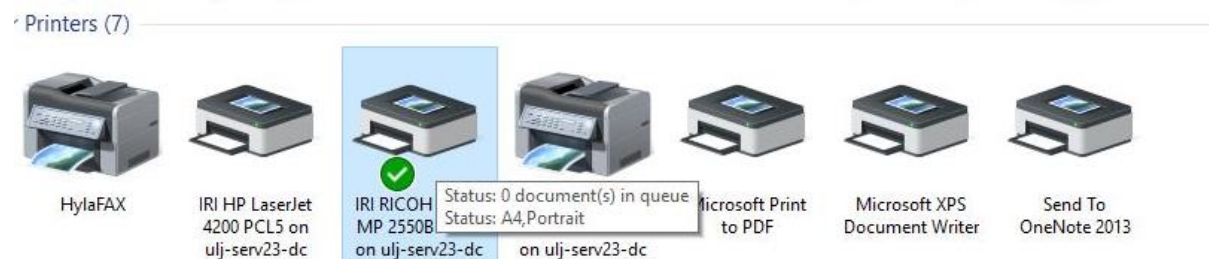 Printers (7)
HylaFAX
IRI HP LaserJet
4200 PCL5 on
ulj-serv23-dc
IRI RICOH
MP 2550B
on ulj-serv23-dc
Status: 0 document(s) in queue
Status: A4,Portrait
on ulj-serv23-dc
Microsoft Print
to PDF
Microsoft XPS
Document Writer
Send To
OneNote 2013